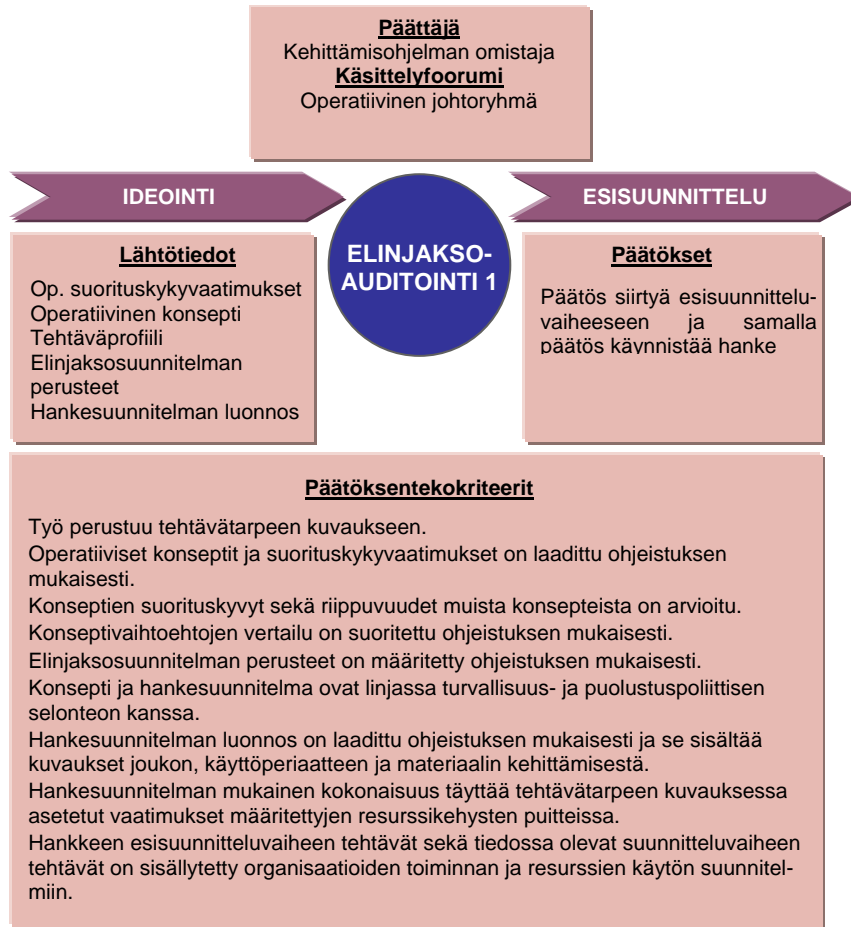 Päättäjä
Kehittämisohjelman omistaja
Käsittelyfoorumi
Operatiivinen johtoryhmä
IDEOINTI
ELINJAKSO-
AUDITOINTI 1
ESISUUNNITTELU
Lähtötiedot
Op. suorituskykyvaatimukset
Operatiivinen konsepti
Tehtäväprofiili
Elinjaksosuunnitelman
perusteet
Hankesuunnitelman luonnos
Päätökset
Päätös siirtyä esisuunnittelu-
vaiheeseen ja samalla
päätös käynnistää hanke
Päätöksentekokriteerit
Työ perustuu tehtävätarpeen kuvaukseen.
Operatiiviset konseptit ja suorituskykyvaatimukset on laadittu ohjeistuksen
mukaisesti.
Konseptien suorituskyvyt sekä riippuvuudet muista konsepteista on arvioitu.
Konseptivaihtoehtojen vertailu on suoritettu ohjeistuksen mukaisesti.
Elinjaksosuunnitelman perusteet on määritetty ohjeistuksen mukaisesti.
Konsepti ja hankesuunnitelma ovat linjassa turvallisuus- ja puolustuspoliittisen
selonteon kanssa.
Hankesuunnitelman luonnos on laadittu ohjeistuksen mukaisesti ja se sisältää
kuvaukset joukon, käyttöperiaatteen ja materiaalin kehittämisestä.
Hankesuunnitelman mukainen kokonaisuus täyttää tehtävätarpeen kuvauksessa
asetetut vaatimukset määritettyjen resurssikehysten puitteissa.
Hankkeen esisuunnitteluvaiheen tehtävät sekä tiedossa olevat suunnitteluvaiheen
tehtävät on sisällytetty organisaatioiden toiminnan ja resurssien käytön suunnitel-
miin.